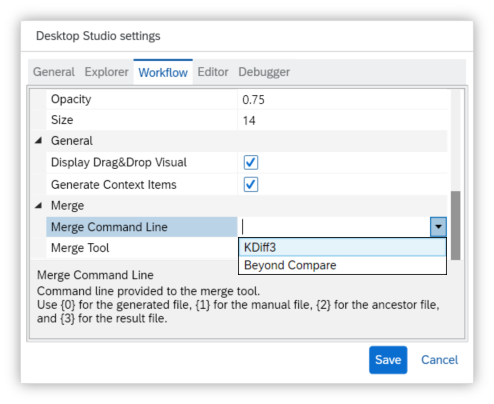 Desktop Studio settings
General Explorer Workflow Editor Debugger
Opacity 0.75
Size 14
General
Display Drag&Drop Visual
Generate Context Items
Merge
Merge Command Line
Merge Tool KDiff3
Beyond Compare
Merge Command Line
Command line provided to the merge tool.
Use {0} for the generated file, {1} for the manual file, {2} for the ancestor file,
and {3} for the result file.
Save Cancel